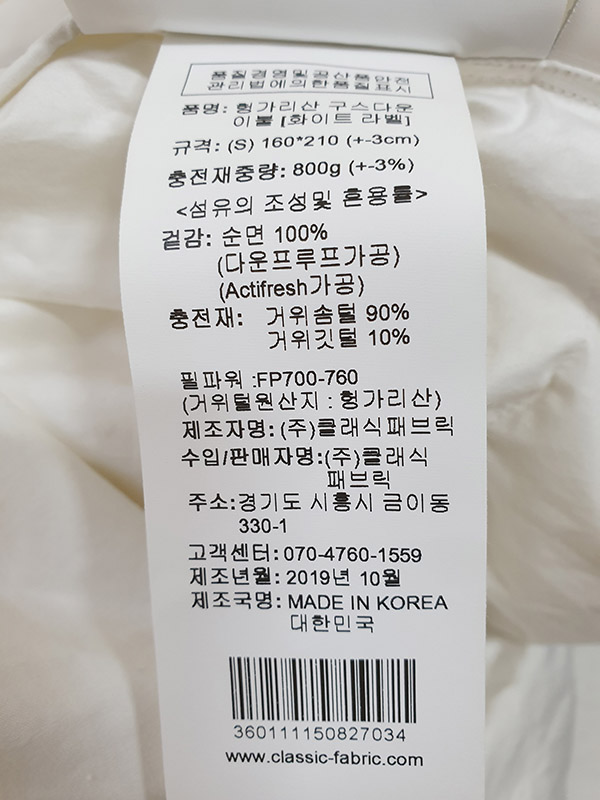 품질경영및공산품안전
관리법에의한품질표시
품명: 헝가리산 구스다운
이불 [화이트 라벨]
규격: (S) 160*210 (+-3cm)
충전재중량: 800g (+-3%)
<섬유의 조성및 혼용률>
겉감: 순면 100%
(다운프루프가공)
(Actifresh가공)
충전재: 거위솜털 90%
거위깃털 10%
필파워 :FP700-760
(거위털원산지 : 헝가리산)
제조자명: (주)클래식패브릭
수입/판매자명:(주)클래식
패브릭
주소:경기도 시흥시 금이동
330-1
고객센터: 070-4760-1559
제조년월: 2019년 10월
제조국명: MADE IN KOREA
대한민국
360111150827034
www.classic-fabric.com